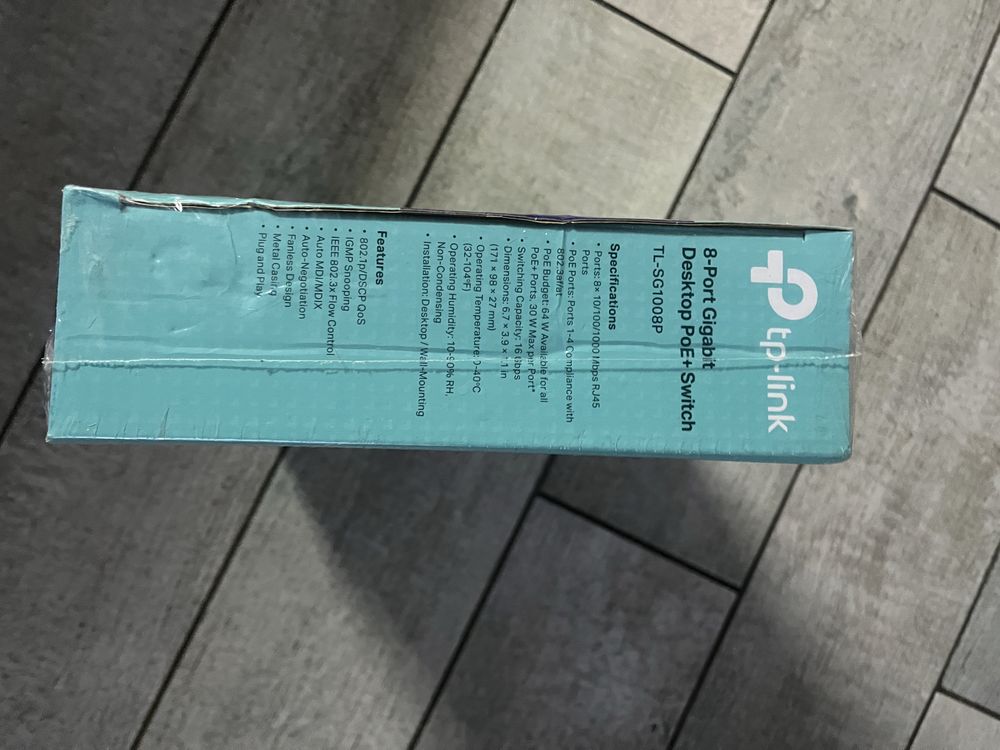 tp-link
8-Port Gigabit
Desktop PoE+ Switch
TL-SG1008P
Specifications
• Ports: 8× 10/100/1000 Mbps RJ45
Ports
• PoE Ports: Ports 1-4 Compliance with
802.3af/at
• PoE Budget: 64 W Available for all
PoE+ Ports, 30 W Max per Port*
• Switching Capacity: 16 Gbps
• Dimensions: 6.7 × 3.9 × 1.1 in
(171 × 98 × 27 mm)
• Operating Temperature: 0-40°C
(32-104°F)
• Operating Humidity: 10-90% RH,
Non-Condensing
• Installation: Desktop / Wall-Mounting
Features
• 802.1p/DSCP QoS
• IGMP Snooping
• IEEE 802.3x Flow Control
• Auto MDI/MDIX
• Auto-Negotiation
• Fanless Design
• Metal Casing
• Plug and Play